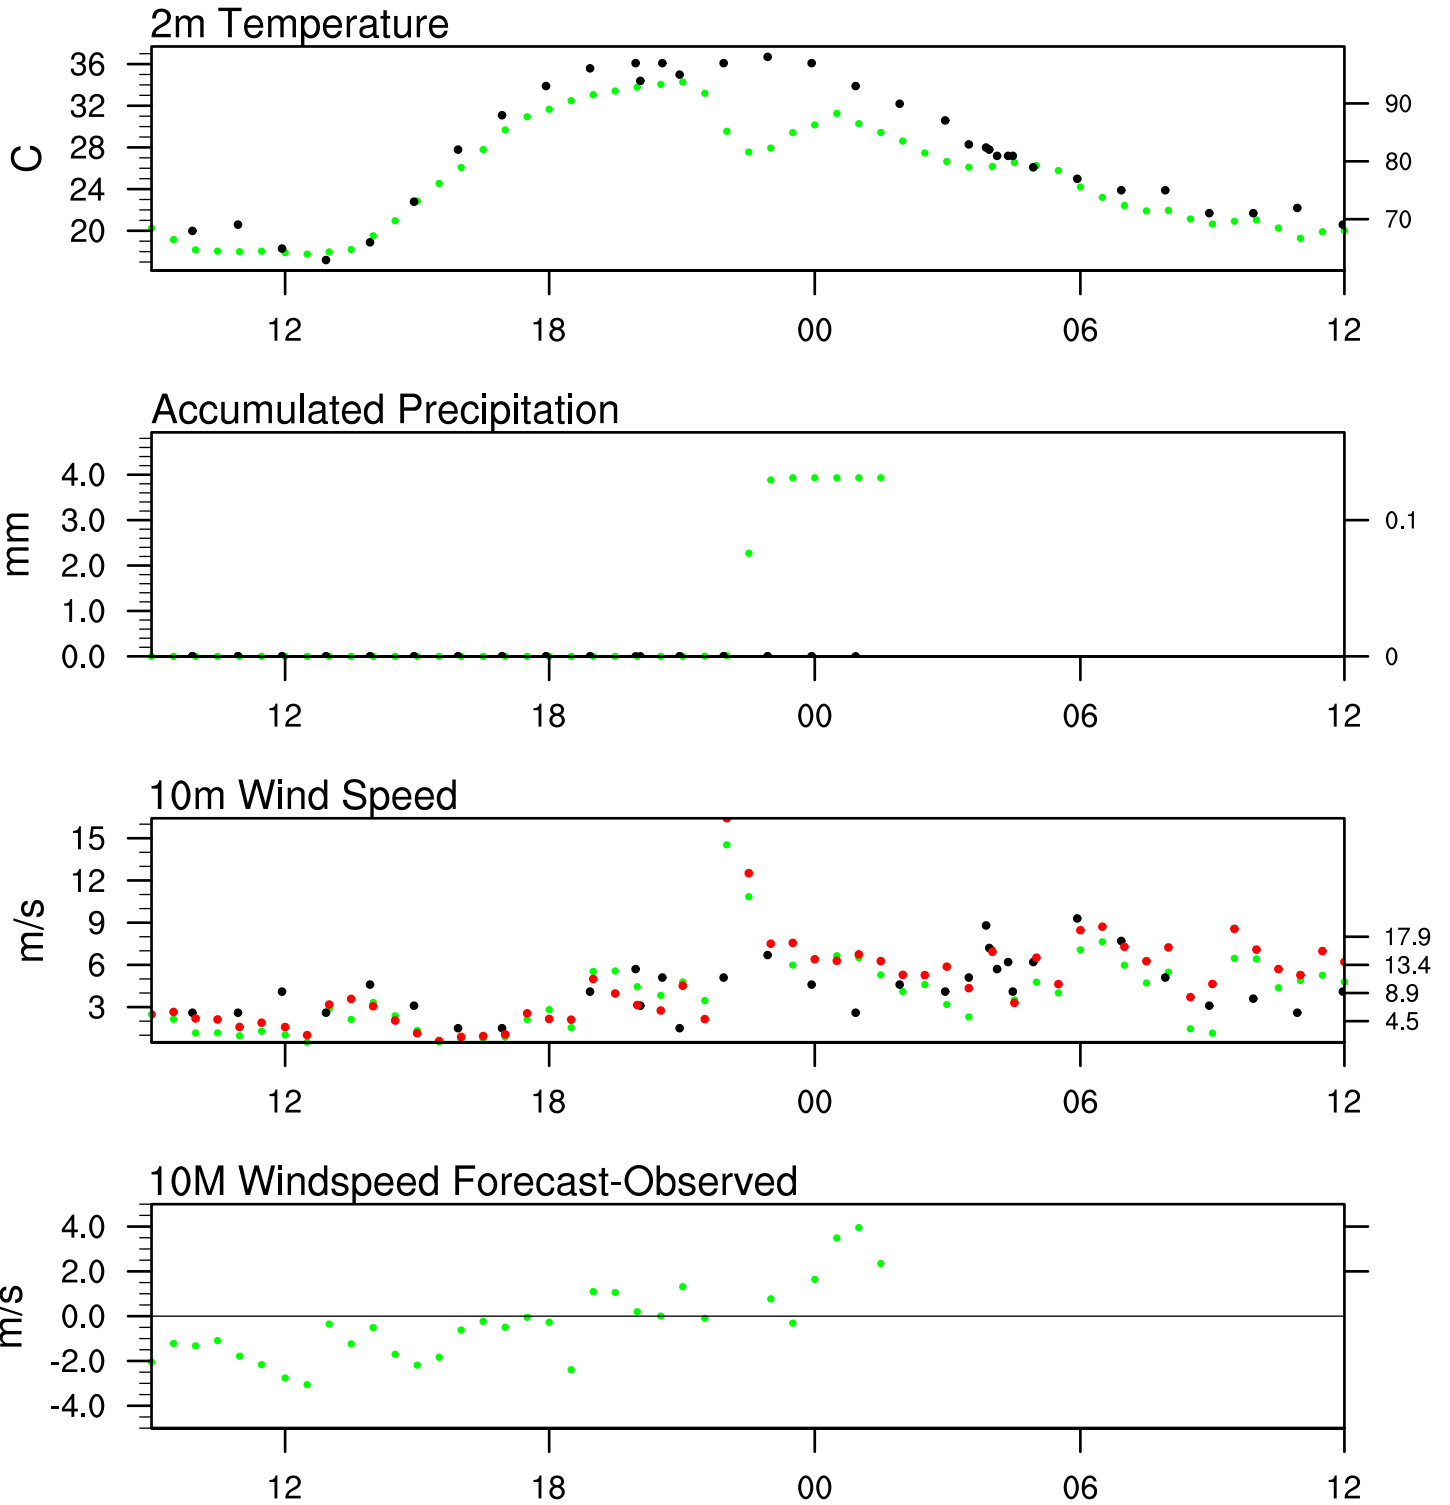 2m Temperature
36
32
28
24
20
C
90
80
70
12 18 00 06 12
Accumulated Precipitation
4.0
3.0
2.0
1.0
0.0
mm
0.1
0
12 18 00 06 12
10m Wind Speed
15
12
9
6
3
m/s
17.9
13.4
8.9
4.5
12 18 00 06 12
10M Windspeed Forecast-Observed
4.0
2.0
0.0
-2.0
-4.0
m/s
12 18 00 06 12